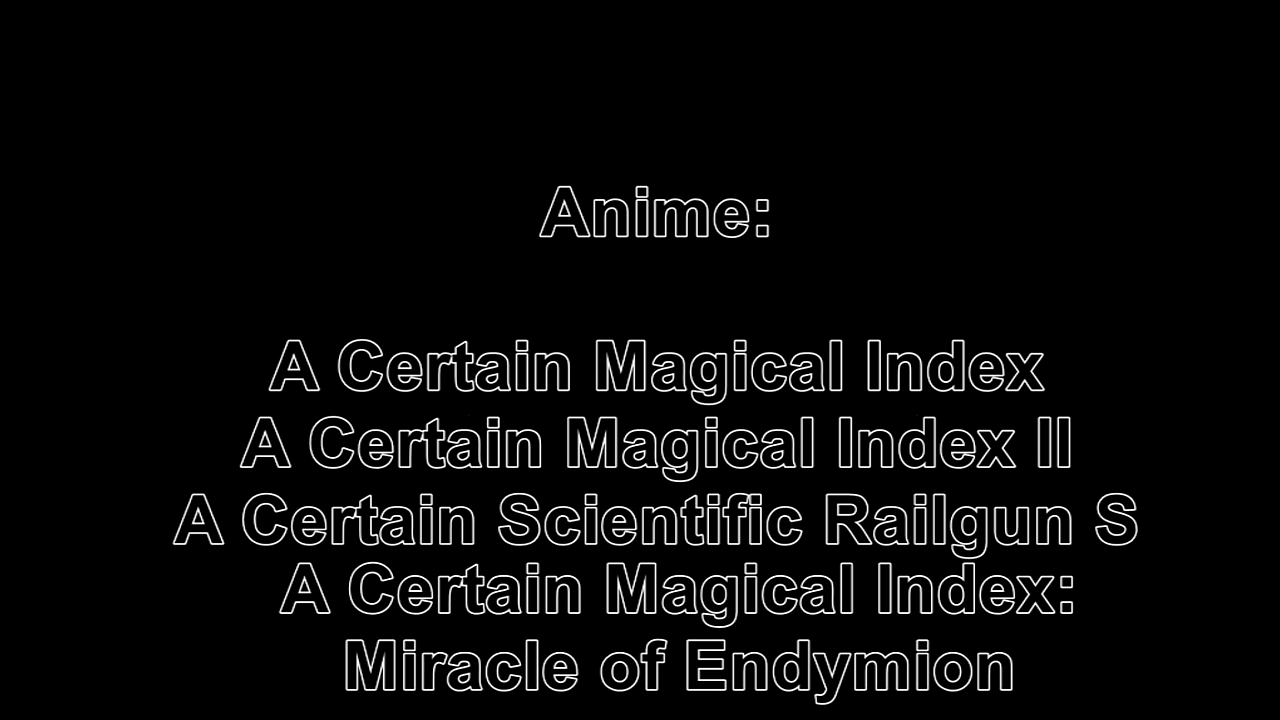 Anime:
A Certain Magical Index
A Certain Magical Index II
A Certain Scientific Railgun S
A Certain Magical Index:
Miracle of Endymion